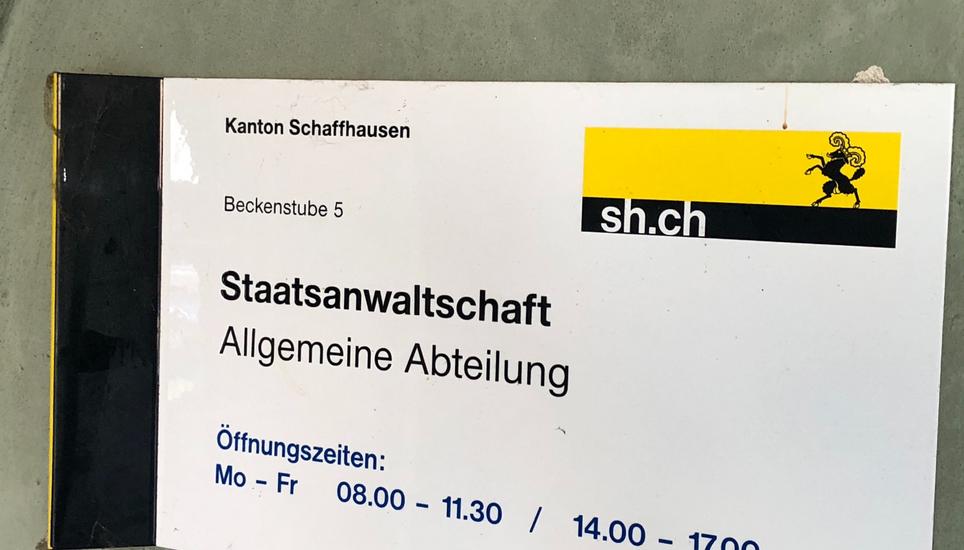 Kanton Schaffhausen
sh.ch
Beckenstube 5
Staatsanwaltschaft
Allgemeine Abteilung
Öffnungszeiten:
Mo – Fr 08.00 – 11.30 / 14.00 – 17.00